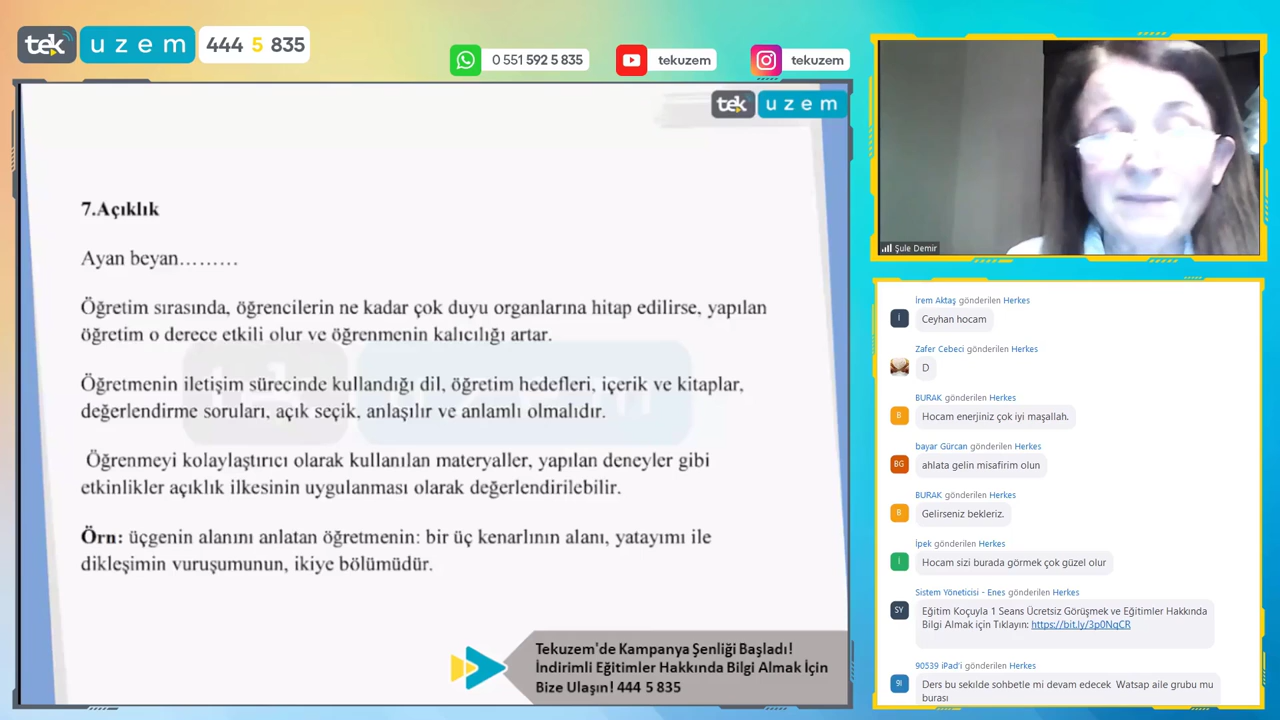 tek uzem 444 5 835
0 551 592 5 835
tekuzem
tekuzem
tek uzem
7.Açıklık
Ayan beyan………
Öğretim sırasında, öğrencilerin ne kadar çok duyu organlarına hitap edilirse, yapılan
öğretim o derece etkili olur ve öğrenmenin kalıcılığı artar.
Öğretmenin iletişim sürecinde kullandığı dil, öğretim hedefleri, içerik ve kitaplar,
değerlendirme soruları, açık seçik, anlaşılır ve anlamlı olmalıdır.
Öğrenmeyi kolaylaştırıcı olarak kullanılan materyaller, yapılan deneyler gibi
etkinlikler açıklık ilkesinin uygulanması olarak değerlendirilebilir.
Örn: üçgenin alanını anlatan öğretmenin: bir üç kenarlının alanı, yatayımı ile
dikleşimin vuruşumunun, ikiye bölümüdür.
tek uzem
Tekuzem'de Kampanya Şenliği Başladı!
İndirimli Eğitimler Hakkında Bilgi Almak İçin
Bize Ulaşın! 444 5 835
Şule Demir
İrem Aktaş gönderilen Herkes
İ
Ceyhan hocam
Zafer Cebeci gönderilen Herkes
D
BURAK gönderilen Herkes
B
Hocam enerjiniz çok iyi maşallah.
bayar Gürcan gönderilen Herkes
BG
ahlata gelin misafirim olun
BURAK gönderilen Herkes
B
Gelirseniz bekleriz.
İpek gönderilen Herkes
İ
Hocam sizi burada görmek çok güzel olur
Sistem Yöneticisi - Enes gönderilen Herkes
SY
Eğitim Koçuyla 1 Seans Ücretsiz Görüşmek ve Eğitimler Hakkında
Bilgi Almak için Tıklayın: https://bit.ly/3p0NqCR
90539 iPad'i gönderilen Herkes
9İ
Ders bu sekılde sohbetle mi devam edecek Watsap aile grubu mu
burası